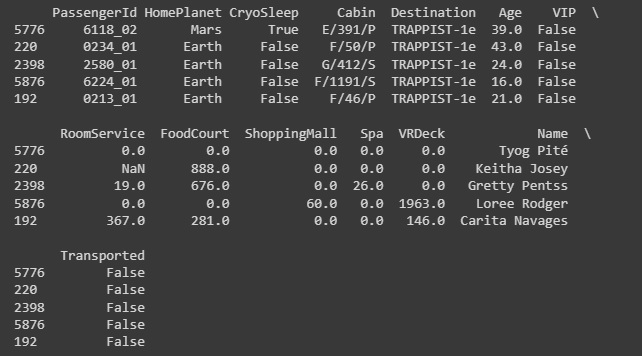 PassengerId HomePlanet CryoSleep Cabin Destination Age VIP \
5776 6118_02 Mars True E/391/P TRAPPIST-1e 39.0 False
220 0234_01 Earth False F/50/P TRAPPIST-1e 43.0 False
2398 2580_01 Earth False G/412/S TRAPPIST-1e 24.0 False
5876 6224_01 Earth False F/1191/S TRAPPIST-1e 16.0 False
192 0213_01 Earth False F/46/P TRAPPIST-1e 21.0 False
RoomService FoodCourt ShoppingMall Spa VRDeck Name \
5776 0.0 0.0 0.0 0.0 0.0 Tyog Pité
220 NaN 888.0 0.0 0.0 0.0 Keitha Josey
2398 19.0 676.0 0.0 26.0 0.0 Gretty Pentss
5876 0.0 0.0 60.0 0.0 1963.0 Loree Rodger
192 367.0 281.0 0.0 0.0 146.0 Carita Navages
Transported
5776 False
220 False
2398 False
5876 False
192 False